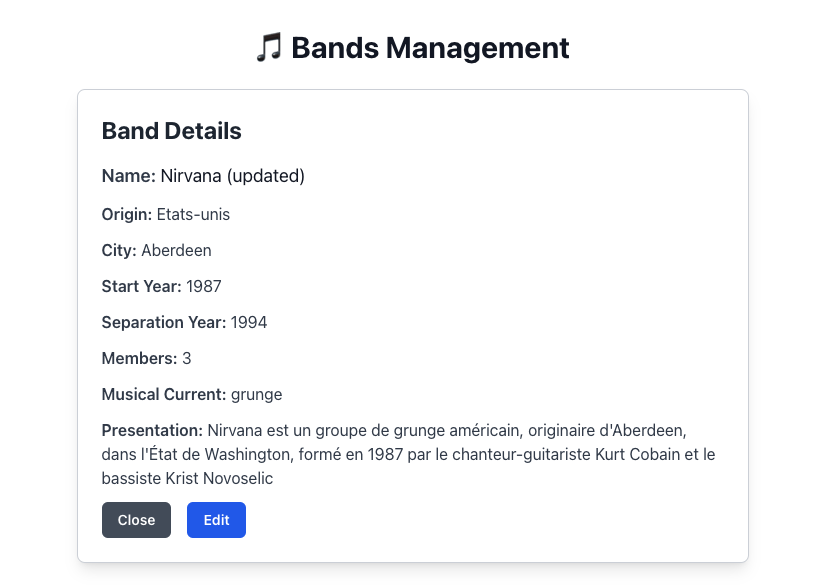 🎵 Bands Management
Band Details
Name: Nirvana (updated)
Origin: Etats-unis
City: Aberdeen
Start Year: 1987
Separation Year: 1994
Members: 3
Musical Current: grunge
Presentation: Nirvana est un groupe de grunge américain, originaire d'Aberdeen,
dans l'État de Washington, formé en 1987 par le chanteur-guitariste Kurt Cobain et le
bassiste Krist Novoselic
Close Edit